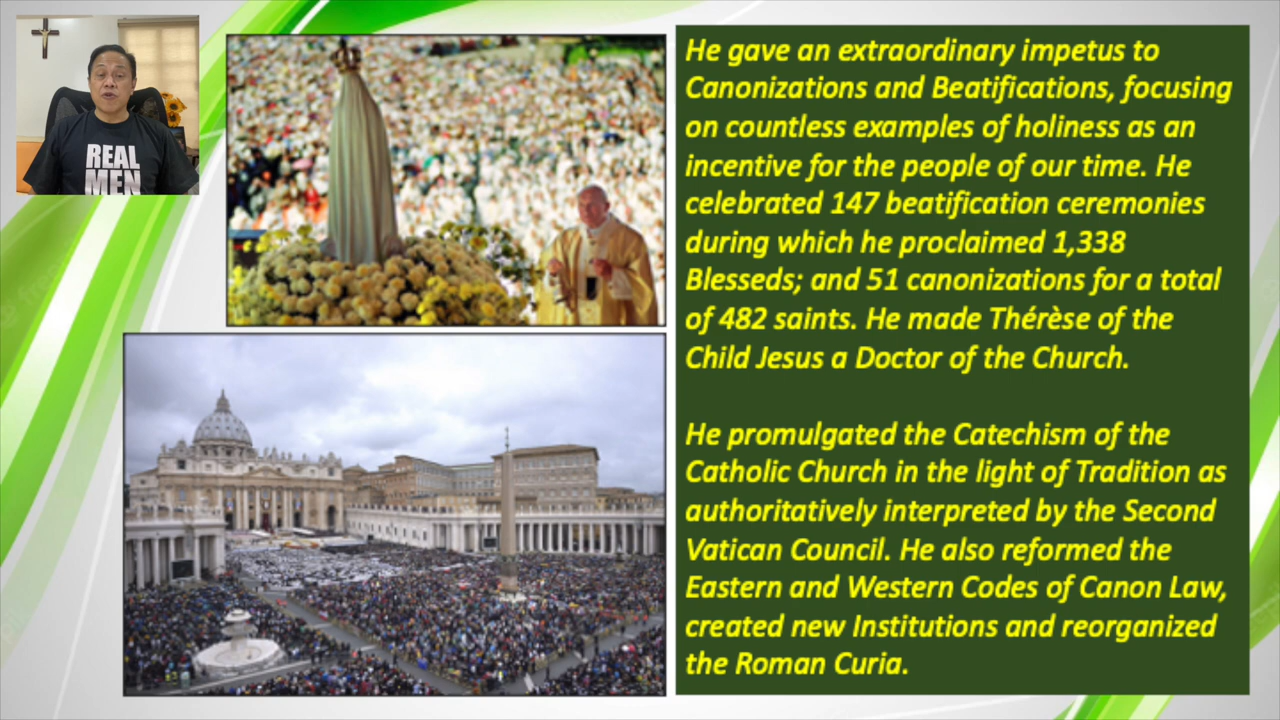 REAL
MEN
He gave an extraordinary impetus to
Canonizations and Beatifications, focusing
on countless examples of holiness as an
incentive for the people of our time. He
celebrated 147 beatification ceremonies
during which he proclaimed 1,338
Blesseds; and 51 canonizations for a total
of 482 saints. He made Thérèse of the
Child Jesus a Doctor of the Church.
He promulgated the Catechism of the
Catholic Church in the light of Tradition as
authoritatively interpreted by the Second
Vatican Council. He also reformed the
Eastern and Western Codes of Canon Law,
created new Institutions and reorganized
the Roman Curia.